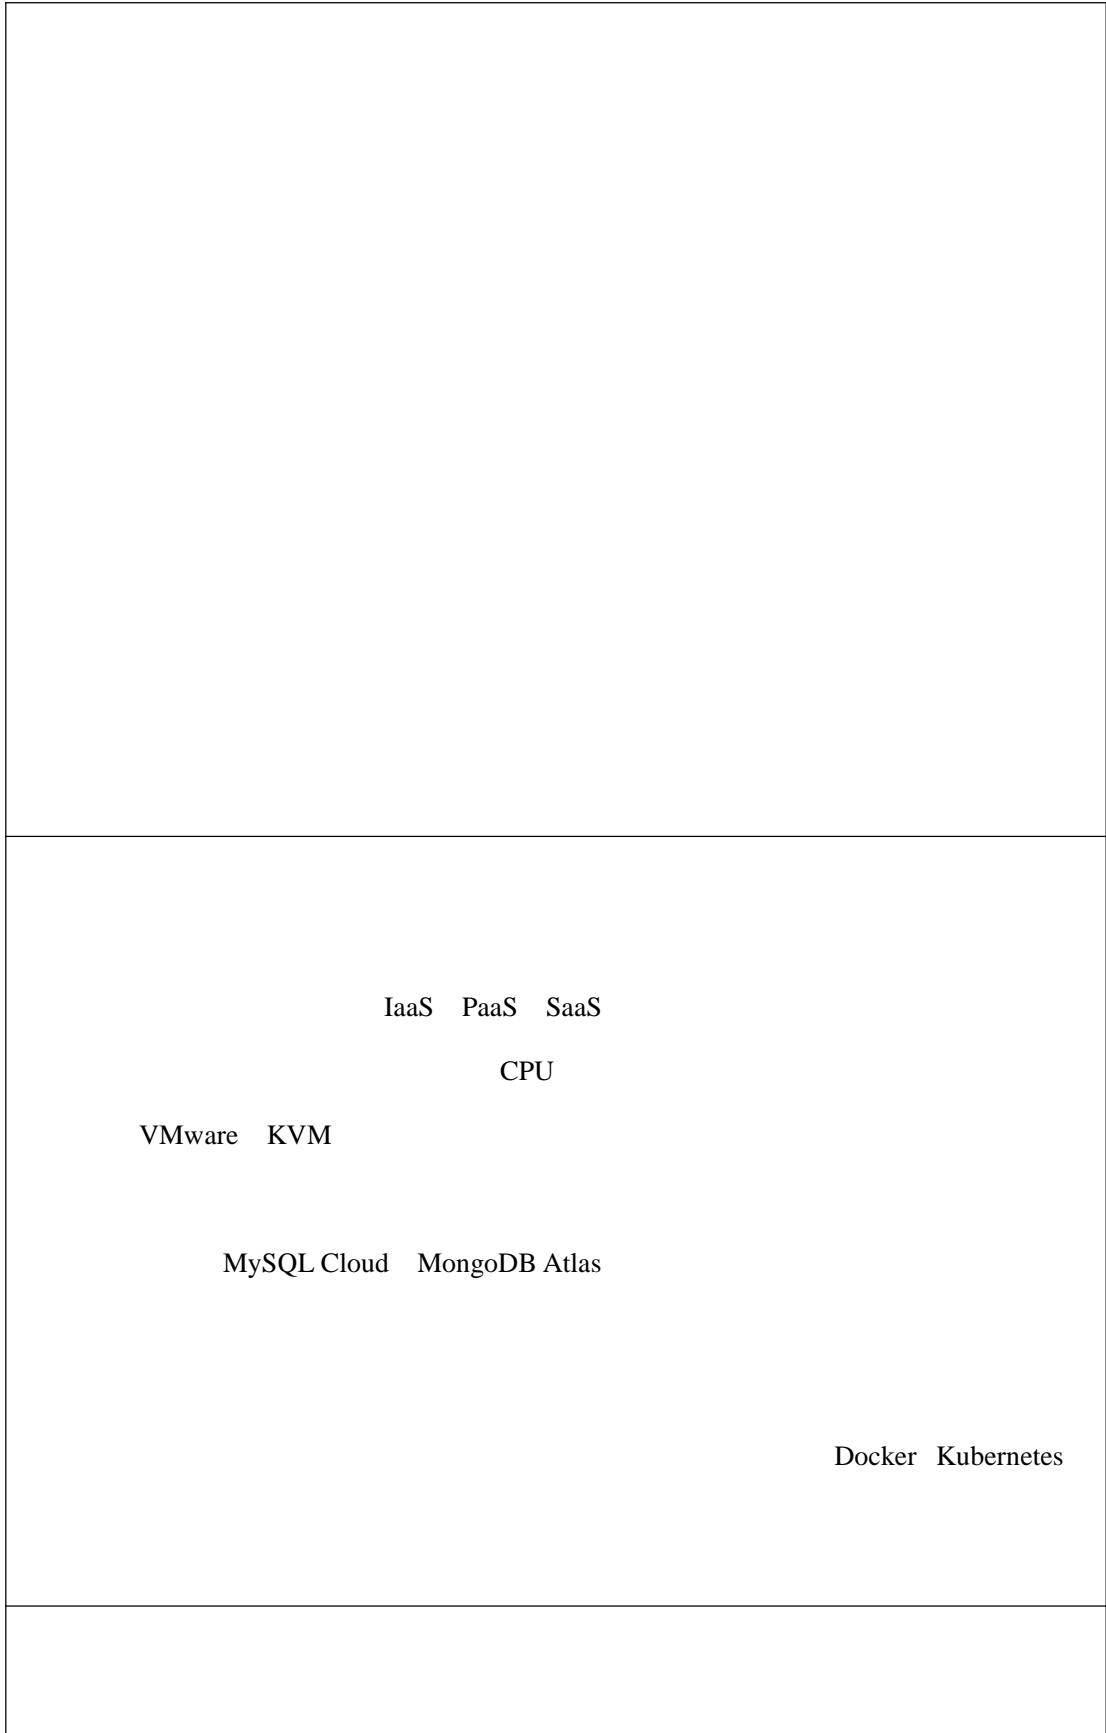 IaaS PaaS SaaS
CPU
VMware KVM
MySQL Cloud MongoDB Atlas
Docker Kubernetes